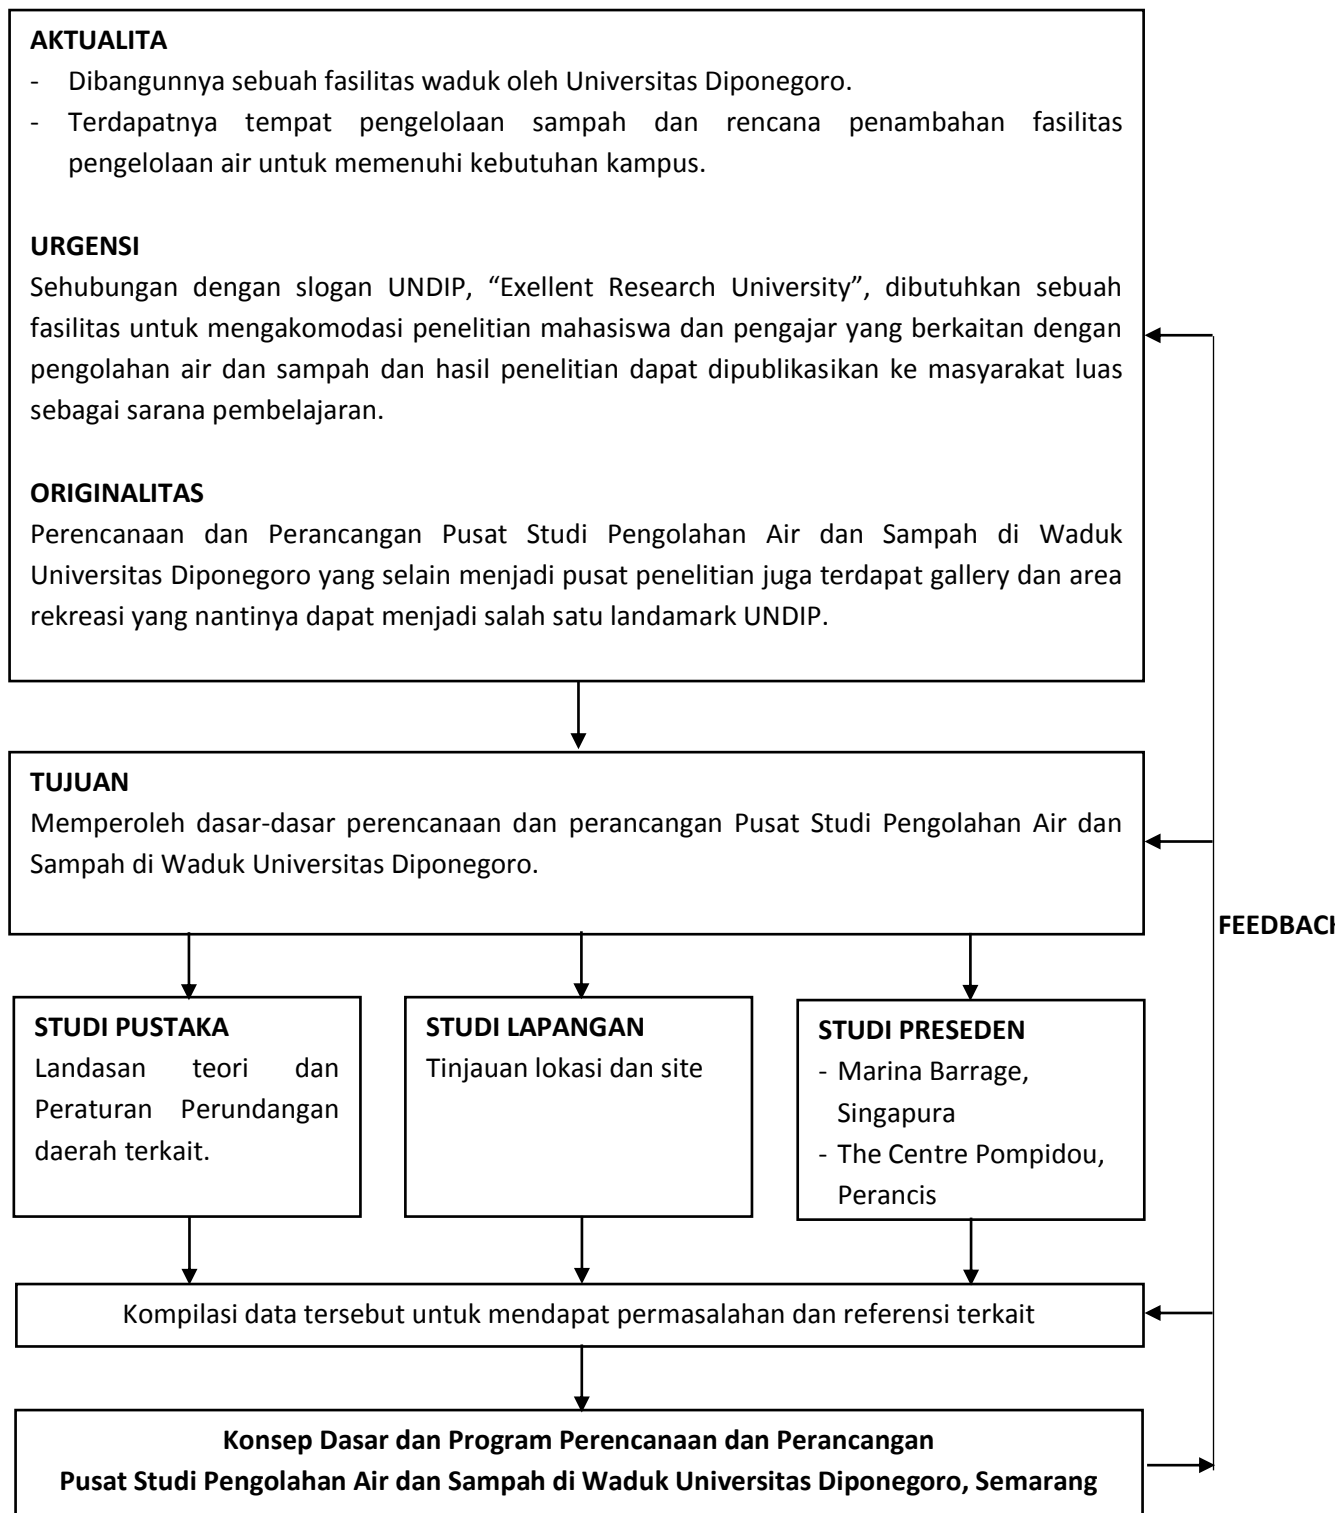 AKTUALITA
- Dibangunnya sebuah fasilitas waduk oleh Universitas Diponegoro.
- Terdapatnya tempat pengelolaan sampah dan rencana penambahan fasilitas
pengelolaan air untuk memenuhi kebutuhan kampus.
URGENSI
Sehubungan dengan slogan UNDIP, “Exellent Research University”, dibutuhkan sebuah
fasilitas untuk mengakomodasi penelitian mahasiswa dan pengajar yang berkaitan dengan
pengolahan air dan sampah dan hasil penelitian dapat dipublikasikan ke masyarakat luas
sebagai sarana pembelajaran.
ORIGINALITAS
Perencanaan dan Perancangan Pusat Studi Pengolahan Air dan Sampah di Waduk
Universitas Diponegoro yang selain menjadi pusat penelitian juga terdapat gallery dan area
rekreasi yang nantinya dapat menjadi salah satu landamark UNDIP.
TUJUAN
Memperoleh dasar-dasar perencanaan dan perancangan Pusat Studi Pengolahan Air dan
Sampah di Waduk Universitas Diponegoro.
FEEDBACK
STUDI PUSTAKA
Landasan teori dan
Peraturan Perundangan
daerah terkait.
STUDI LAPANGAN
Tinjauan lokasi dan site
STUDI PRESEDEN
- Marina Barrage,
Singapura
- The Centre Pompidou,
Perancis
Kompilasi data tersebut untuk mendapat permasalahan dan referensi terkait
Konsep Dasar dan Program Perencanaan dan Perancangan
Pusat Studi Pengolahan Air dan Sampah di Waduk Universitas Diponegoro, Semarang